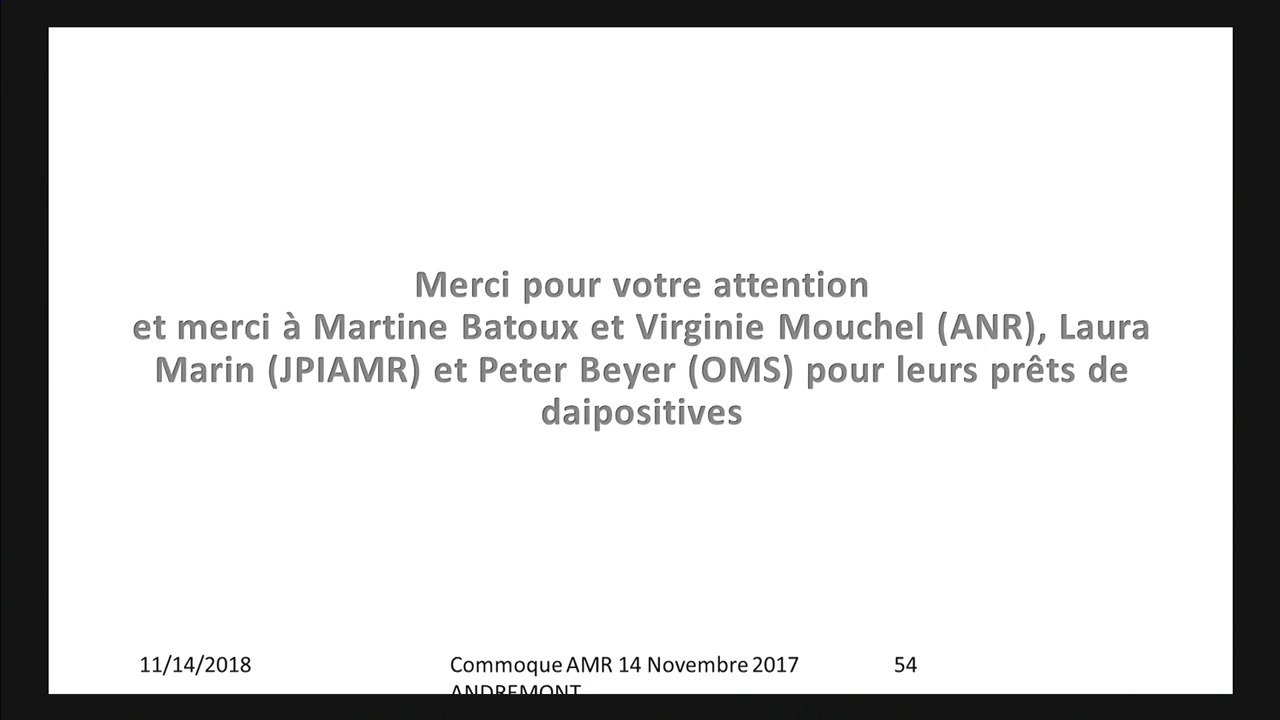 Merci pour votre attention
et merci à Martine Batoux et Virginie Mouchel (ANR), Laura
Marin (JPIAMR) et Peter Beyer (OMS) pour leurs prêts de
daipositives
11/14/2018 Commoque AMR 14 Novembre 2017 54
ANDREMONT